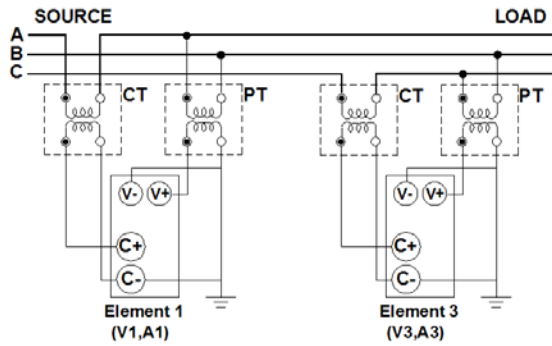 SOURCE LOAD
A
B
C
CT PT CT PT
V- V+ V- V+
C+ C+
C- C-
Element 1 Element 3
(V1,A1) (V3,A3)